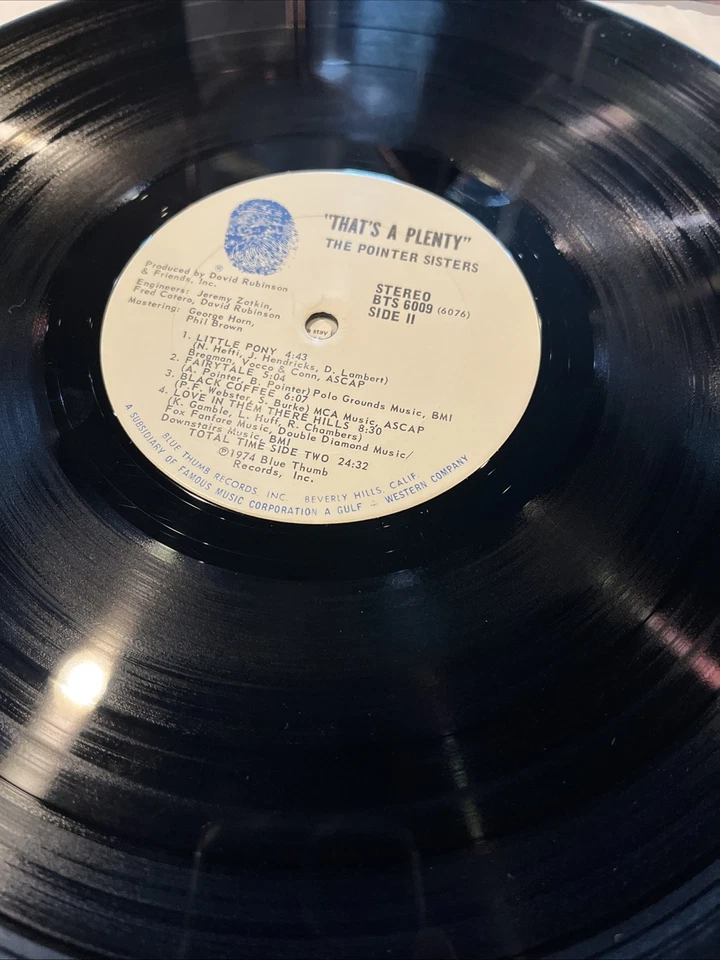 "THAT'S A PLENTY"
THE POINTER SISTERS
®
Produced by David Rubinson
& Friends, Inc.
Engineers: Jeremy Zatkin,
Fred Catero, David Rubinson
Mastering: George Horn,
Phil Brown
STEREO
BTS 6009 (6076)
SIDE II
1. LITTLE PONY 4:43
(N. Hefti, J. Hendricks, D. Lambert)
Bregman, Vocco & Conn, ASCAP
2. FAIRYTALE 5:04
(A. Pointer, B. Pointer) Polo Grounds Music, BMI
3. BLACK COFFEE 6:07
(P.F. Webster, S. Burke) MCA Music, ASCAP
4. LOVE IN THEM THERE HILLS 8:30
(K. Gamble, L. Huff, R. Chambers)
Fox Fanfare Music, Double Diamond Music/
Downstairs Music, BMI
TOTAL TIME SIDE TWO 24:32
℗1974 Blue Thumb
Records, Inc.
BLUE THUMB RECORDS, INC. BEVERLY HILLS, CALIF.
A SUBSIDIARY OF FAMOUS MUSIC CORPORATION A GULF + WESTERN COMPANY
stay